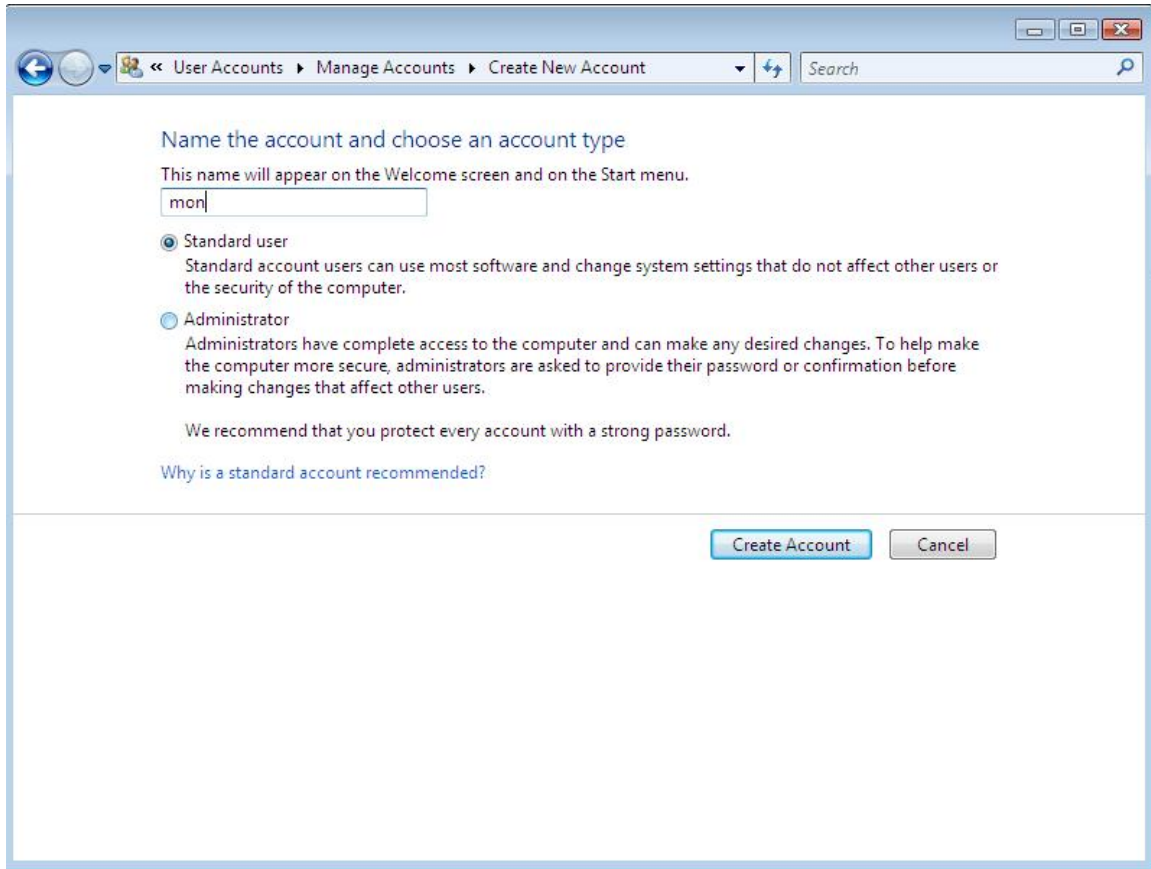 « User Accounts ▸ Manage Accounts ▸ Create New Account
Search
Name the account and choose an account type
This name will appear on the Welcome screen and on the Start menu.
mon
Standard user
Standard account users can use most software and change system settings that do not affect other users or
the security of the computer.
Administrator
Administrators have complete access to the computer and can make any desired changes. To help make
the computer more secure, administrators are asked to provide their password or confirmation before
making changes that affect other users.
We recommend that you protect every account with a strong password.
Why is a standard account recommended?
Create Account
Cancel